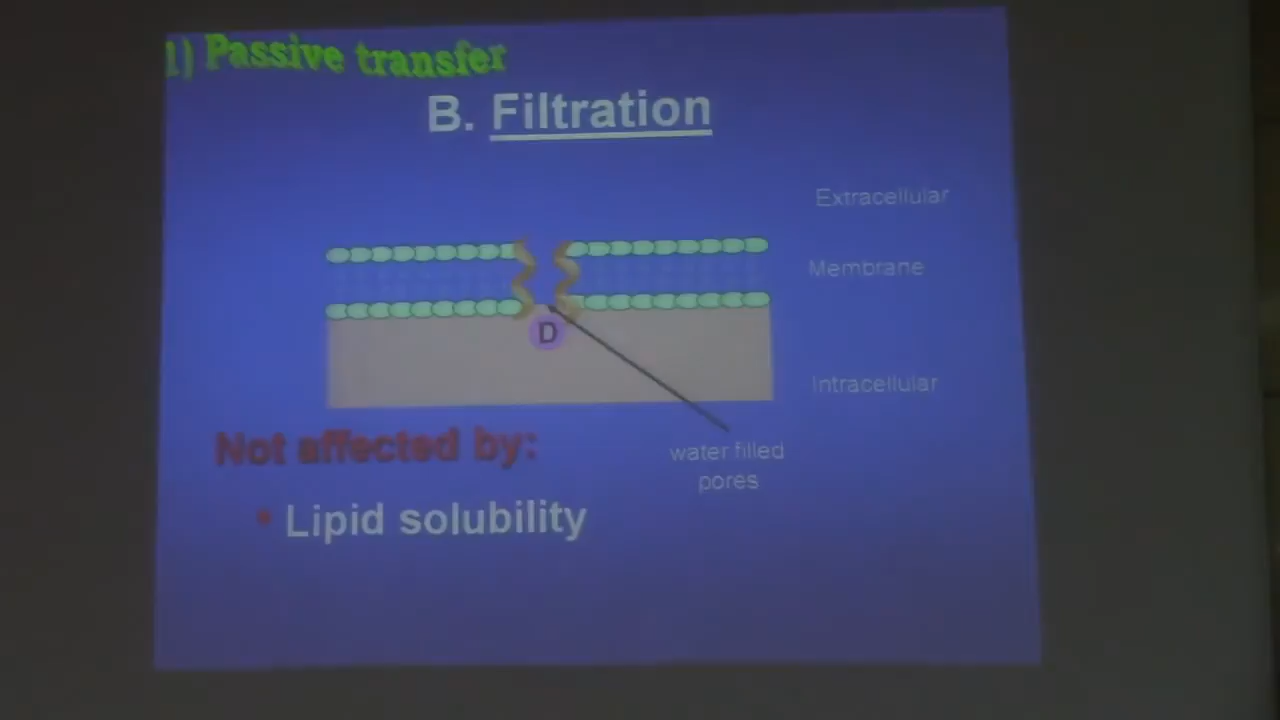 1) Passive transfer
B. Filtration
Extracellular
Membrane
D
Intracellular
Not affected by:
water filled
pores
• Lipid solubility